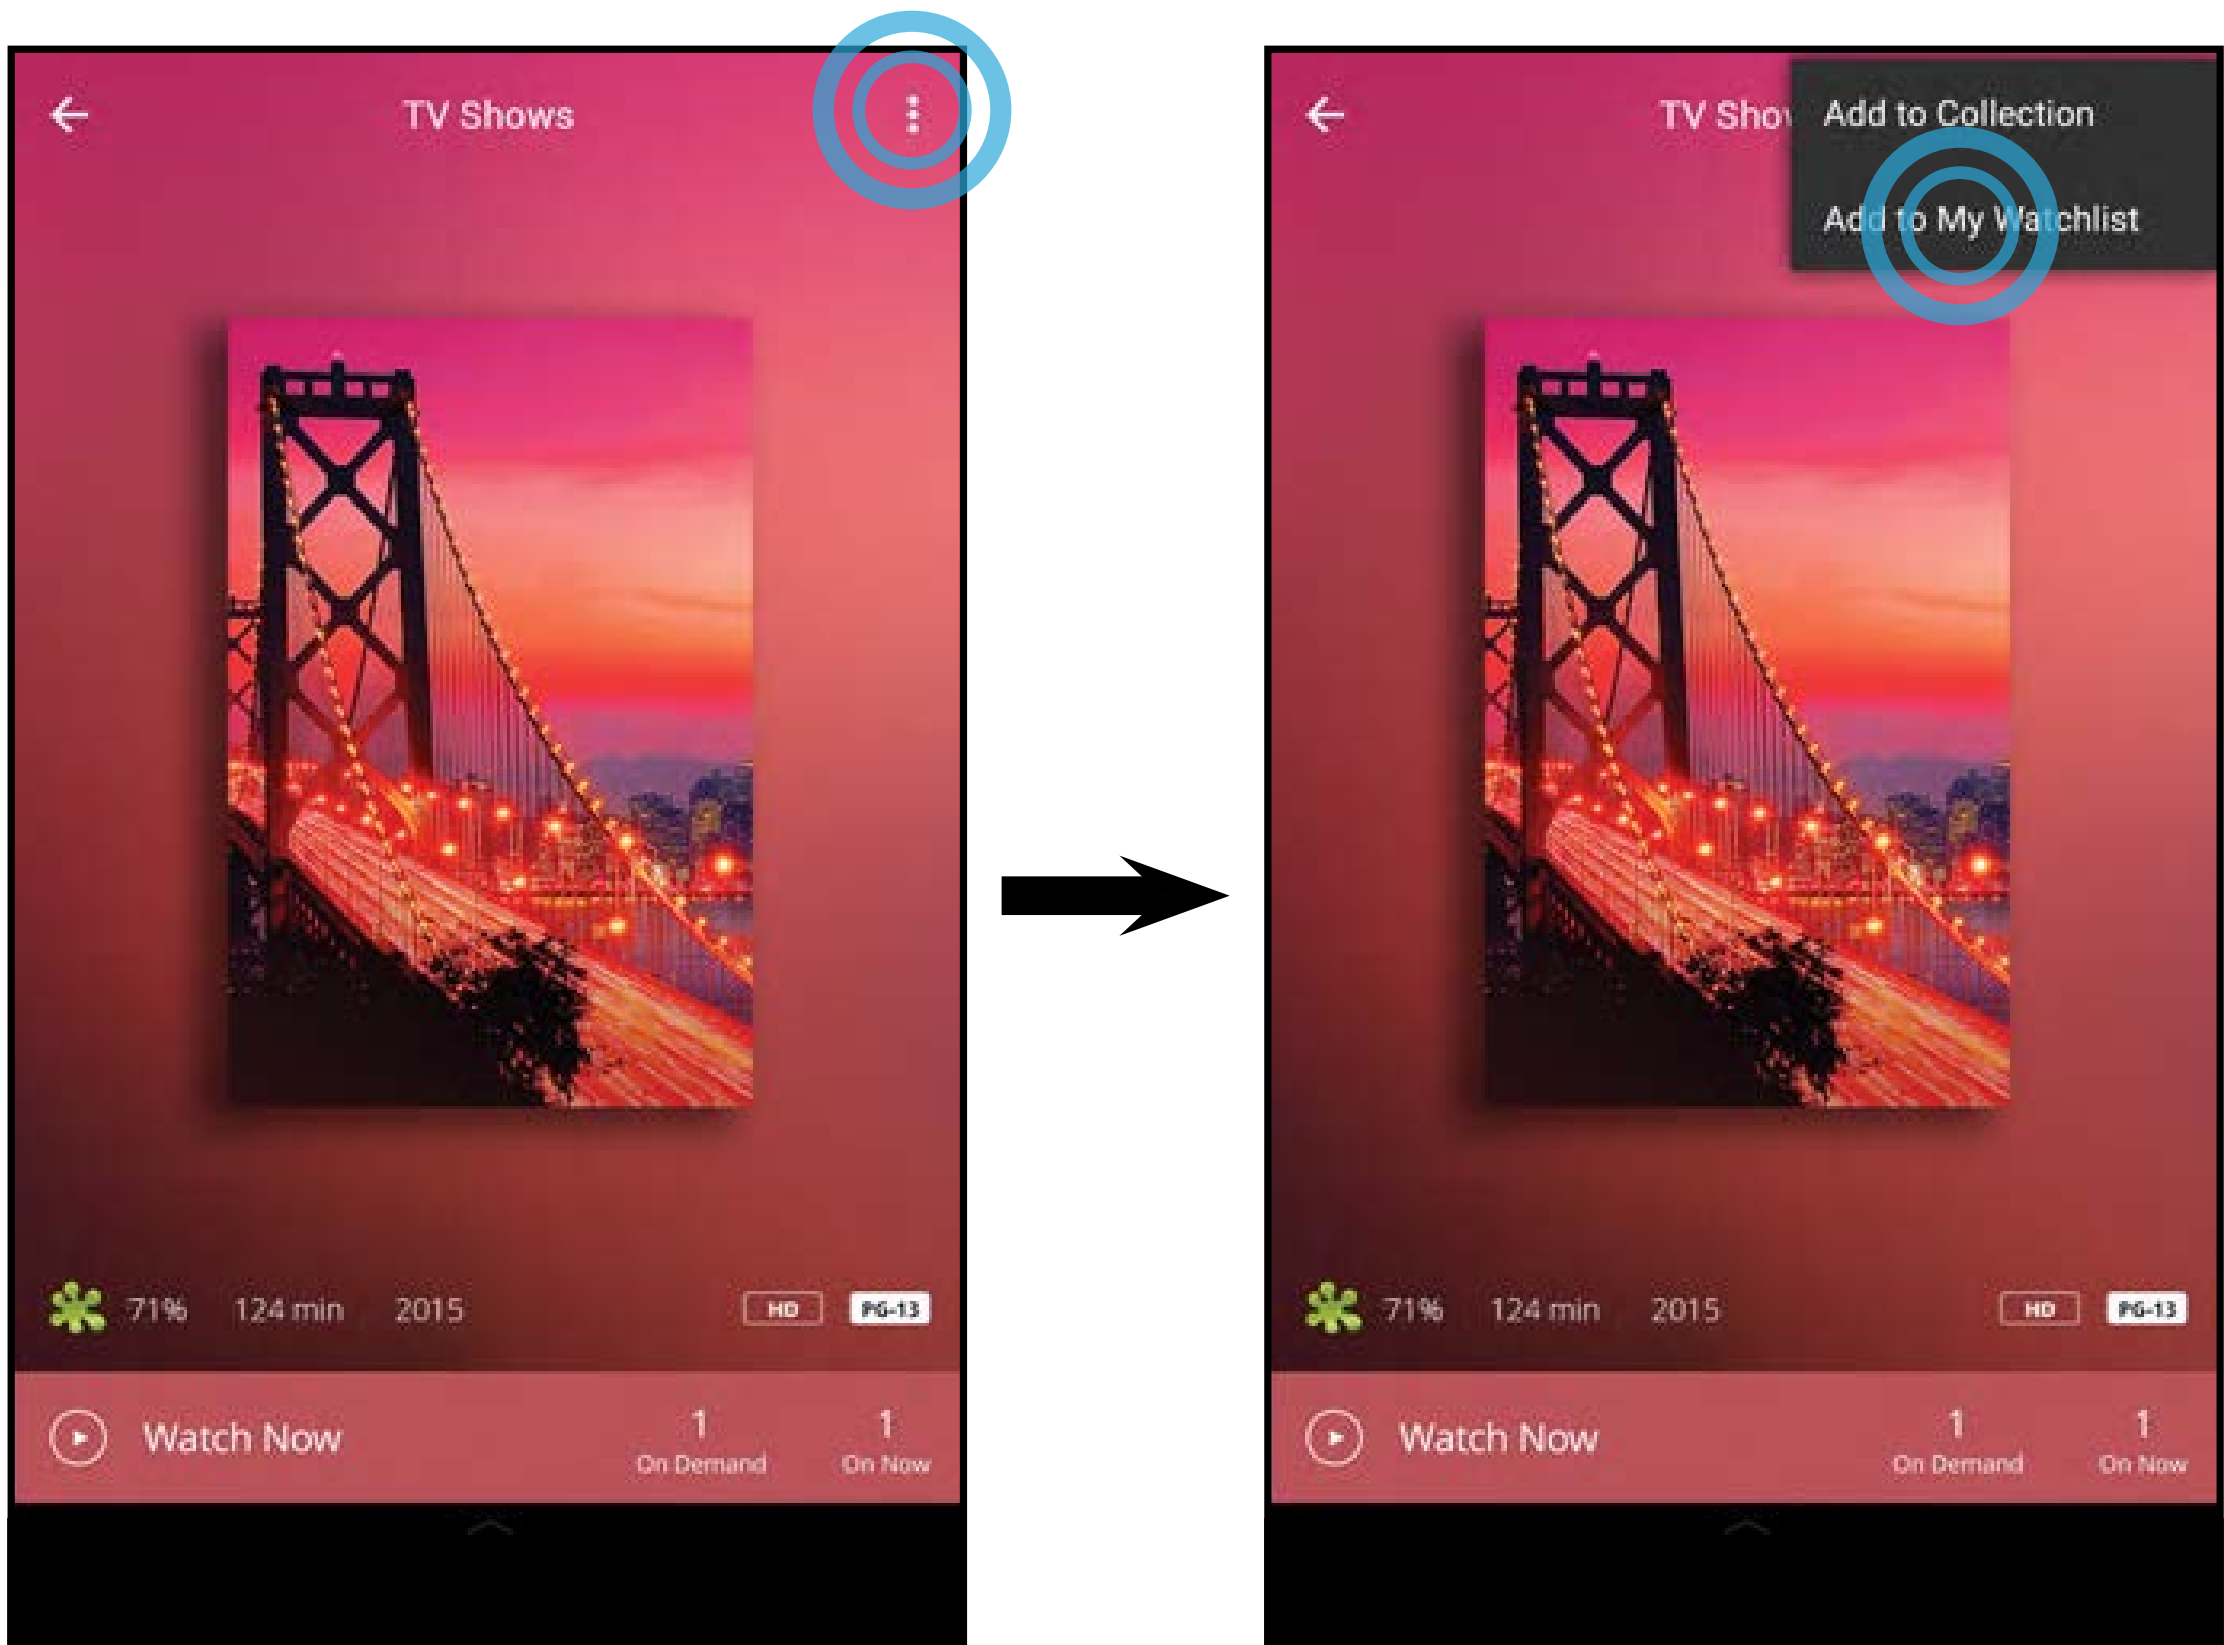 TV Shows
71% 124 min 2015 HD PG-13
Watch Now
1 On Demand
1 On Now
TV Show
Add to Collection
Add to My Watchlist
71% 124 min 2015 HD PG-13
Watch Now
1 On Demand
1 On Now